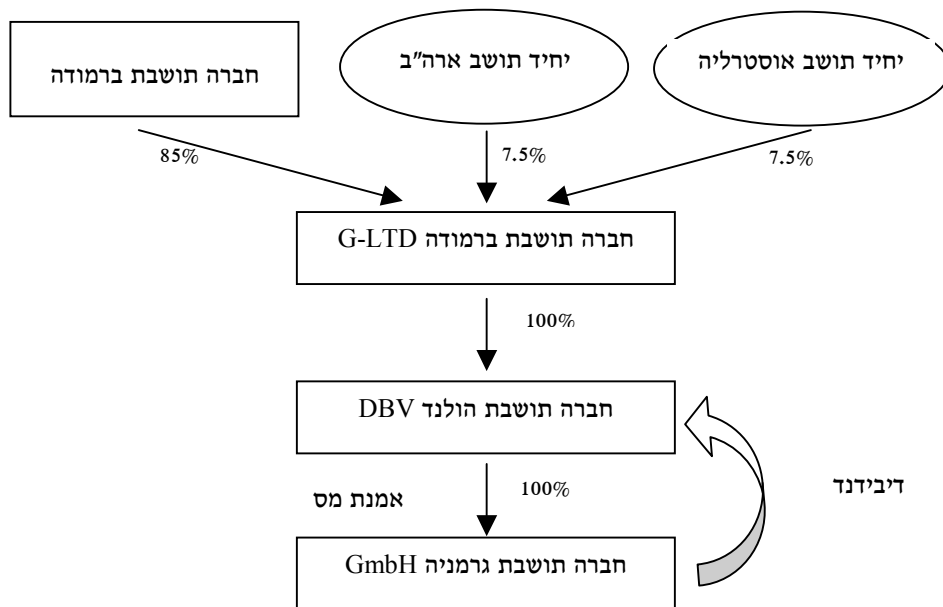 יחיד תושב אוסטרליה
יחיד תושב ארה"ב
חברה תושבת ברמודה
7.5%
7.5%
85%
חברה תושבת ברמודה G-LTD
100%
חברה תושבת הולנד DBV
דיבידנד
100%
אמנת מס
חברה תושבת גרמניה GmbH